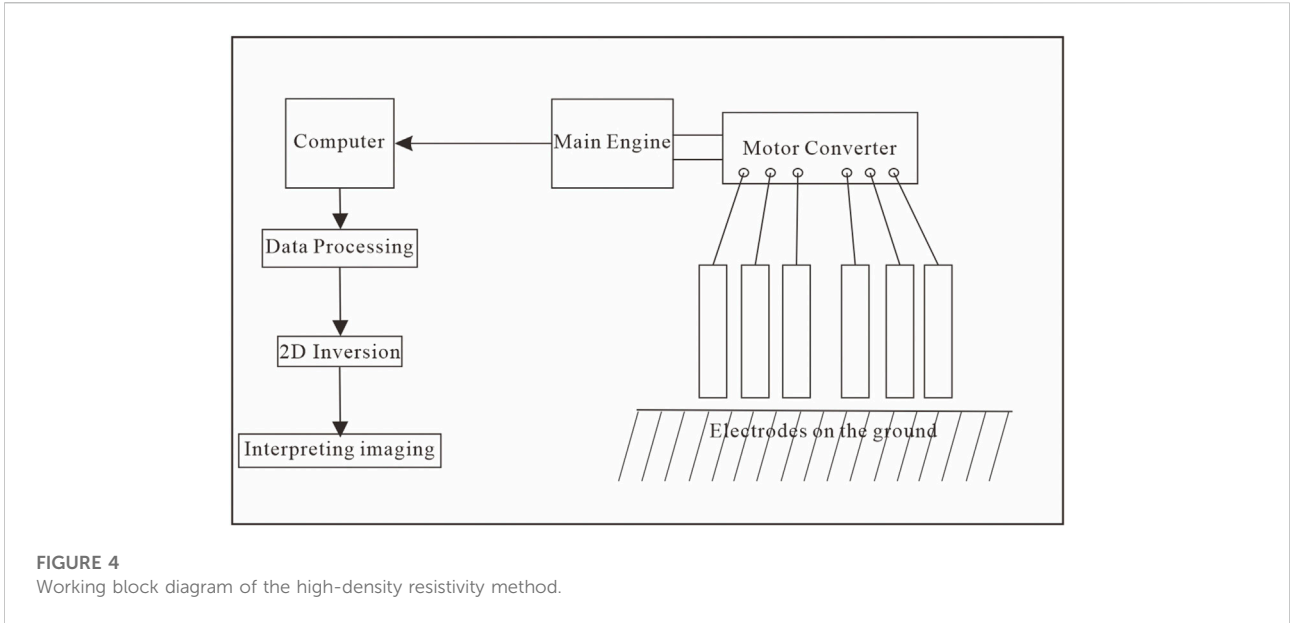 Computer
Main Engine
Motor Converter
Data Processing
2D Inversion
Electrodes on the ground
Interpreting imaging
FIGURE 4
Working block diagram of the high-density resistivity method.